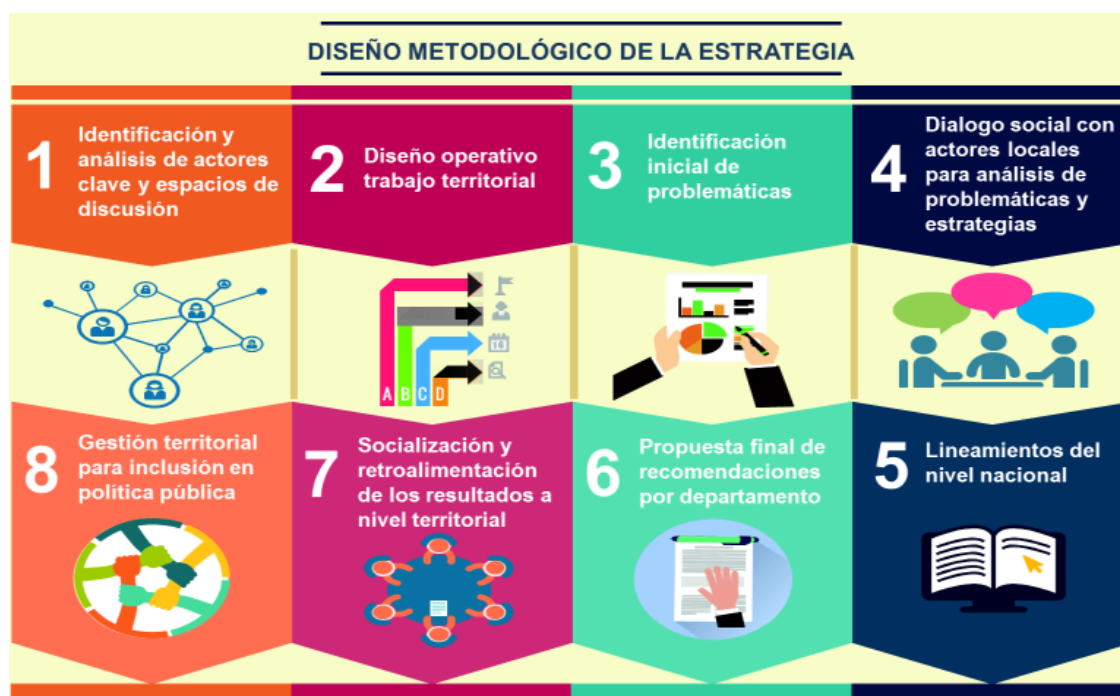 DISEÑO METODOLÓGICO DE LA ESTRATEGIA
1
Identificación y
análisis de actores
clave y espacios de
discusión
2
Diseño operativo
trabajo territorial
3
Identificación
inicial de
problemáticas
4
Dialogo social con
actores locales
para análisis de
problemáticas y
estrategias
A B C D
16
8
Gestión territorial
para inclusión en
política pública
7
Socialización y
retroalimentación
de los resultados a
nivel territorial
6
Propuesta final de
recomendaciones
por departamento
5
Lineamientos del
nivel nacional